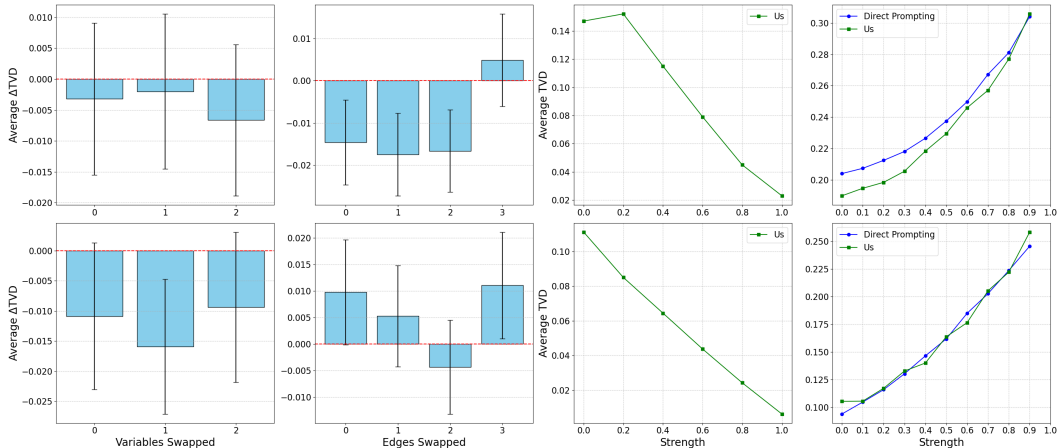 Average ΔTVD
0.010
0.005
0.000
−0.005
−0.010
−0.015
−0.020
0 1 2
0.01
0.00
−0.01
−0.02
0 1 2 3
Average TVD
0.14
0.12
0.10
0.08
0.06
0.04
0.02
Us
0.0 0.2 0.4 0.6 0.8 1.0
0.30
0.28
0.26
0.24
0.22
0.20
Direct Prompting
Us
0.0 0.1 0.2 0.3 0.4 0.5 0.6 0.7 0.8 0.9 1.0
Average ΔTVD
0.000
−0.005
−0.010
−0.015
−0.020
−0.025
0 1 2
Variables Swapped
0.020
0.015
0.010
0.005
0.000
−0.005
−0.010
0 1 2 3
Edges Swapped
Average TVD
0.10
0.08
0.06
0.04
0.02
Us
0.0 0.2 0.4 0.6 0.8 1.0
Strength
0.250
0.225
0.200
0.175
0.150
0.125
0.100
Direct Prompting
Us
0.0 0.1 0.2 0.3 0.4 0.5 0.6 0.7 0.8 0.9 1.0
Strength